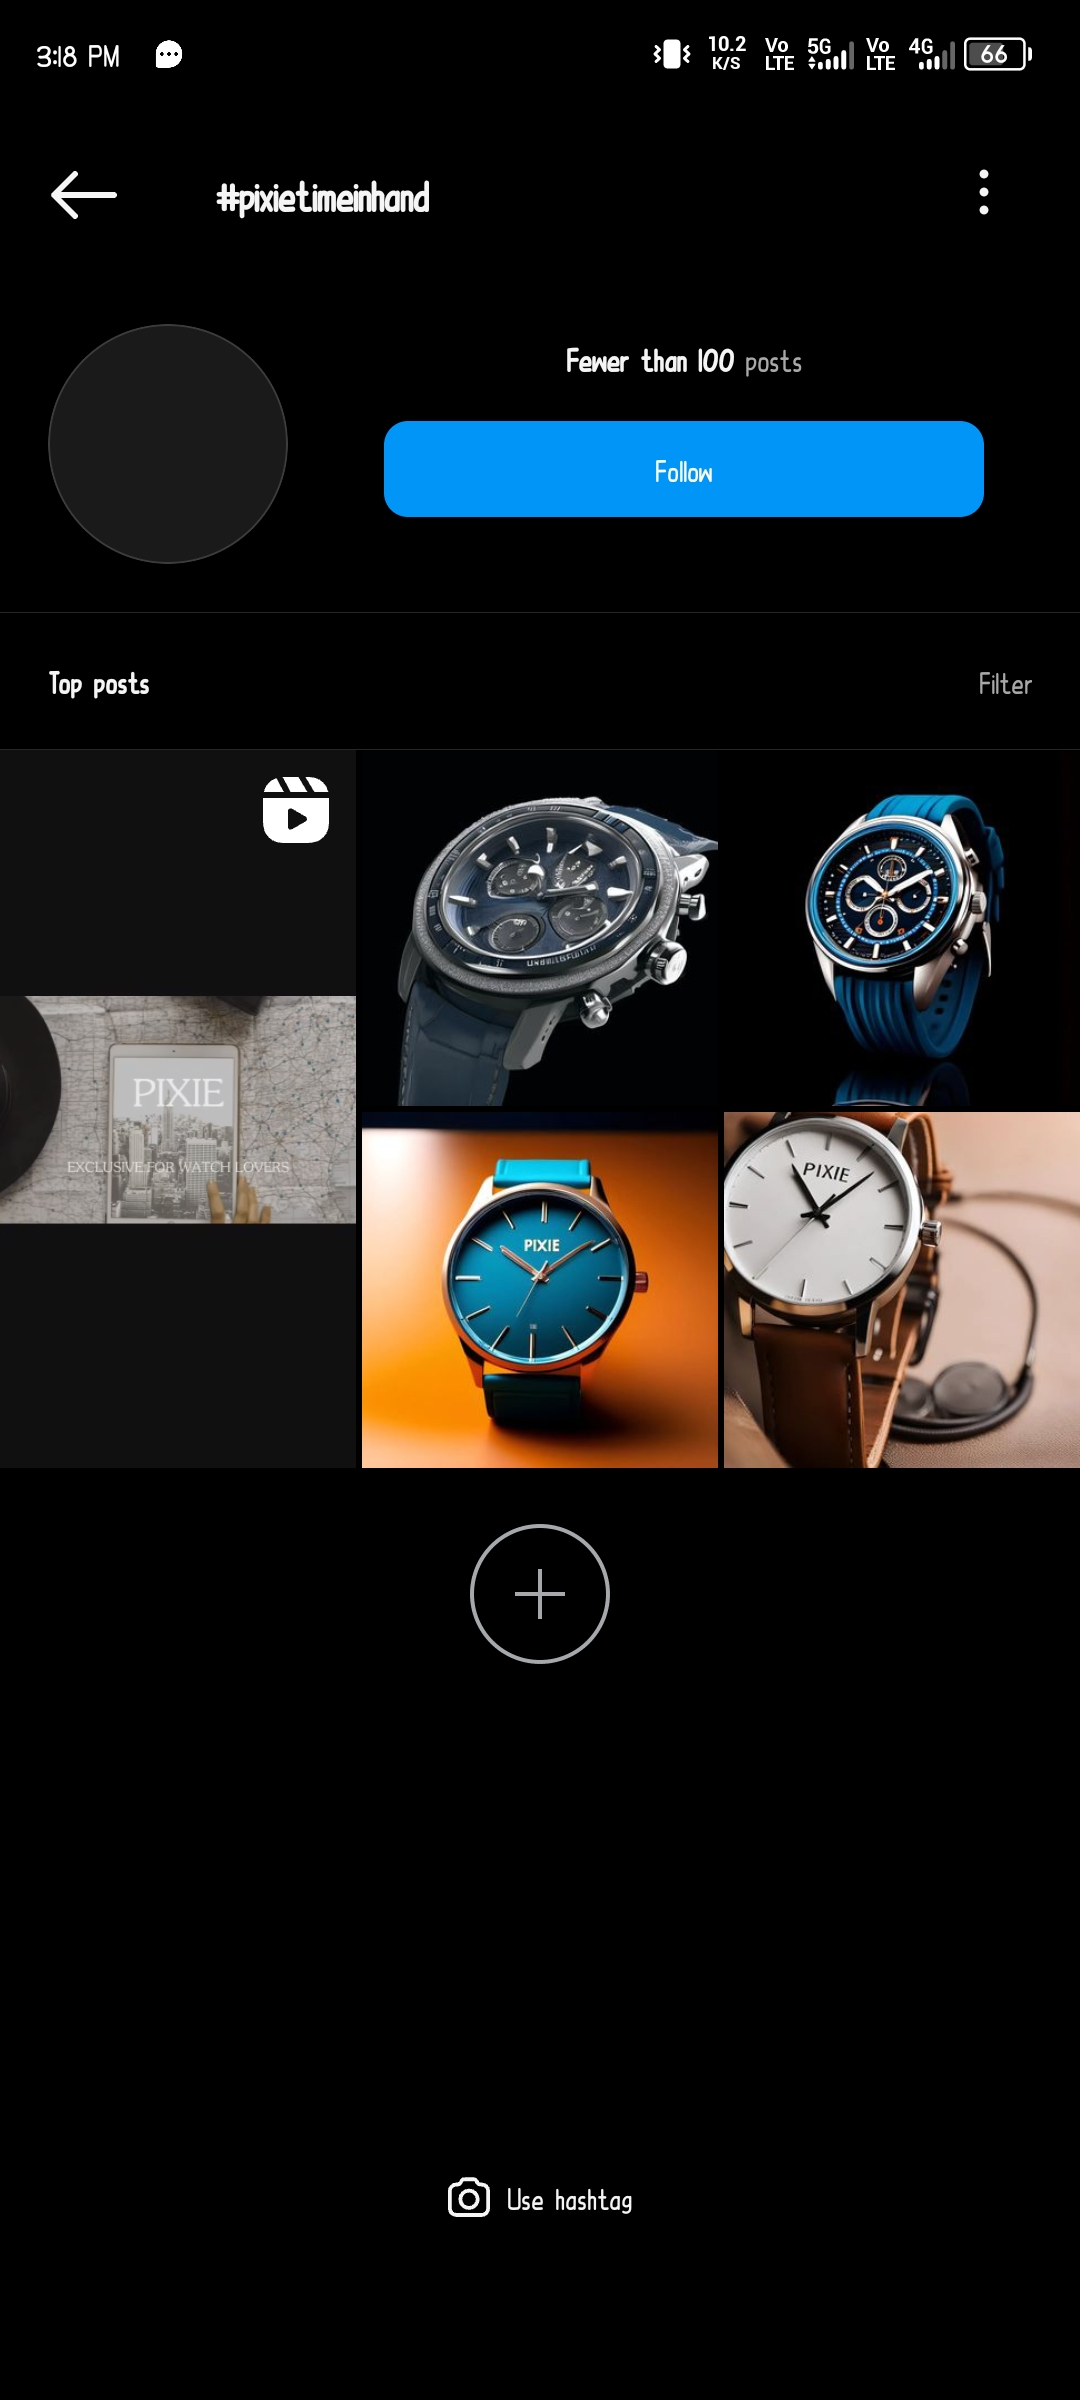 3:18 PM
10.2 K/S Vo LTE 5G Vo LTE 4G 66
#pixietimeinhand
Fewer than 100 posts
Follow
Top posts
Filter
PIXIE
EXCLUSIVE FOR WATCH LOVERS
PIXIE
PIXIE
Use hashtag